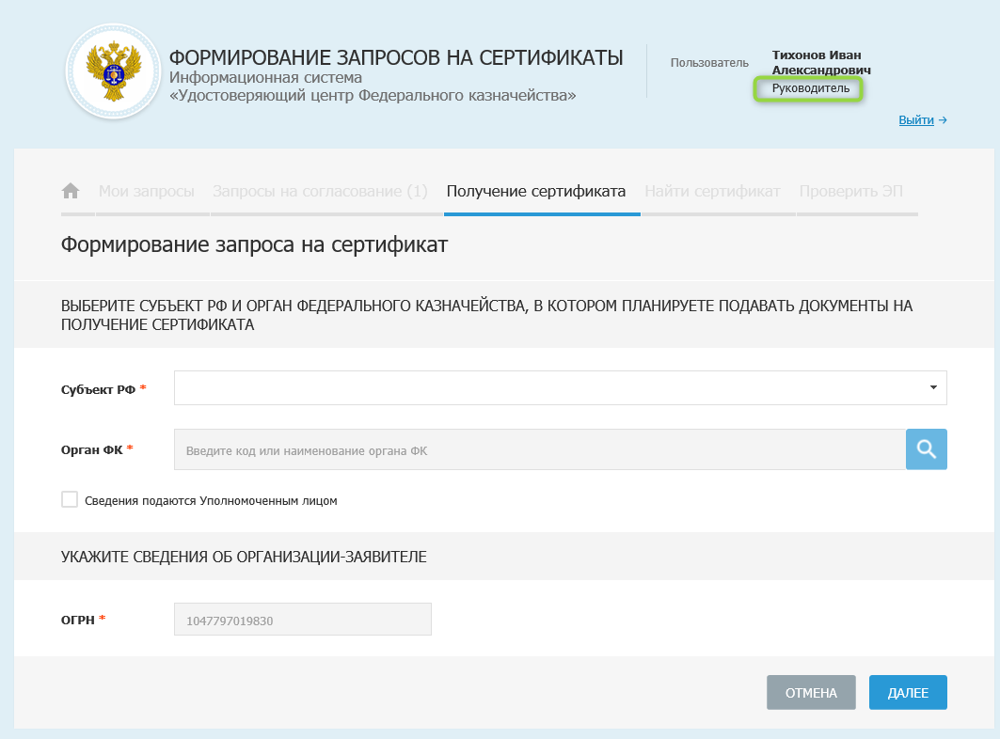 ФОРМИРОВАНИЕ ЗАПРОСОВ НА СЕРТИФИКАТЫ
Информационная система
«Удостоверяющий центр Федерального казначейства»
Пользователь
Тихонов Иван
Александрович
Руководитель
Выйти →
Мои запросы
Запросы на согласование (1)
Получение сертификата
Найти сертификат
Проверить ЭП
Формирование запроса на сертификат
ВЫБЕРИТЕ СУБЪЕКТ РФ И ОРГАН ФЕДЕРАЛЬНОГО КАЗНАЧЕЙСТВА, В КОТОРОМ ПЛАНИРУЕТЕ ПОДАВАТЬ ДОКУМЕНТЫ НА
ПОЛУЧЕНИЕ СЕРТИФИКАТА
Субъект РФ *
Орган ФК *
Введите код или наименование органа ФК
Сведения подаются Уполномоченным лицом
УКАЖИТЕ СВЕДЕНИЯ ОБ ОРГАНИЗАЦИИ-ЗАЯВИТЕЛЕ
ОГРН *
1047797019830
ОТМЕНА
ДАЛЕЕ